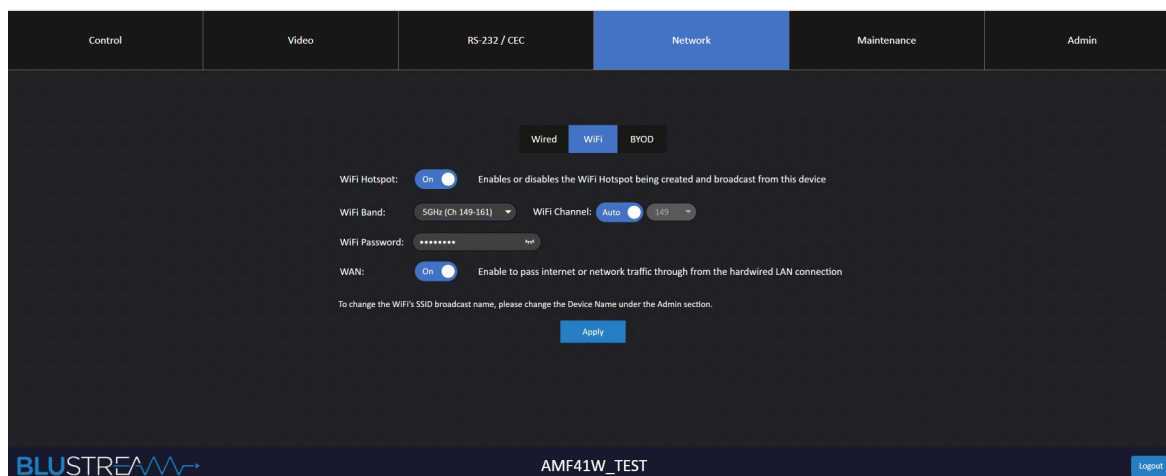 Control Video RS-232 / CEC Network Maintenance Admin
Wired WiFi BYOD
WiFi Hotspot: On Enables or disables the WiFi Hotspot being created and broadcast from this device
WiFi Band: 5GHz (Ch 149-161) WiFi Channel: Auto 149
WiFi Password: ••••••••
WAN: On Enable to pass internet or network traffic through from the hardwired LAN connection
To change the WiFi's SSID broadcast name, please change the Device Name under the Admin section.
Apply
BLUSTREAM AMF41W_TEST Logout